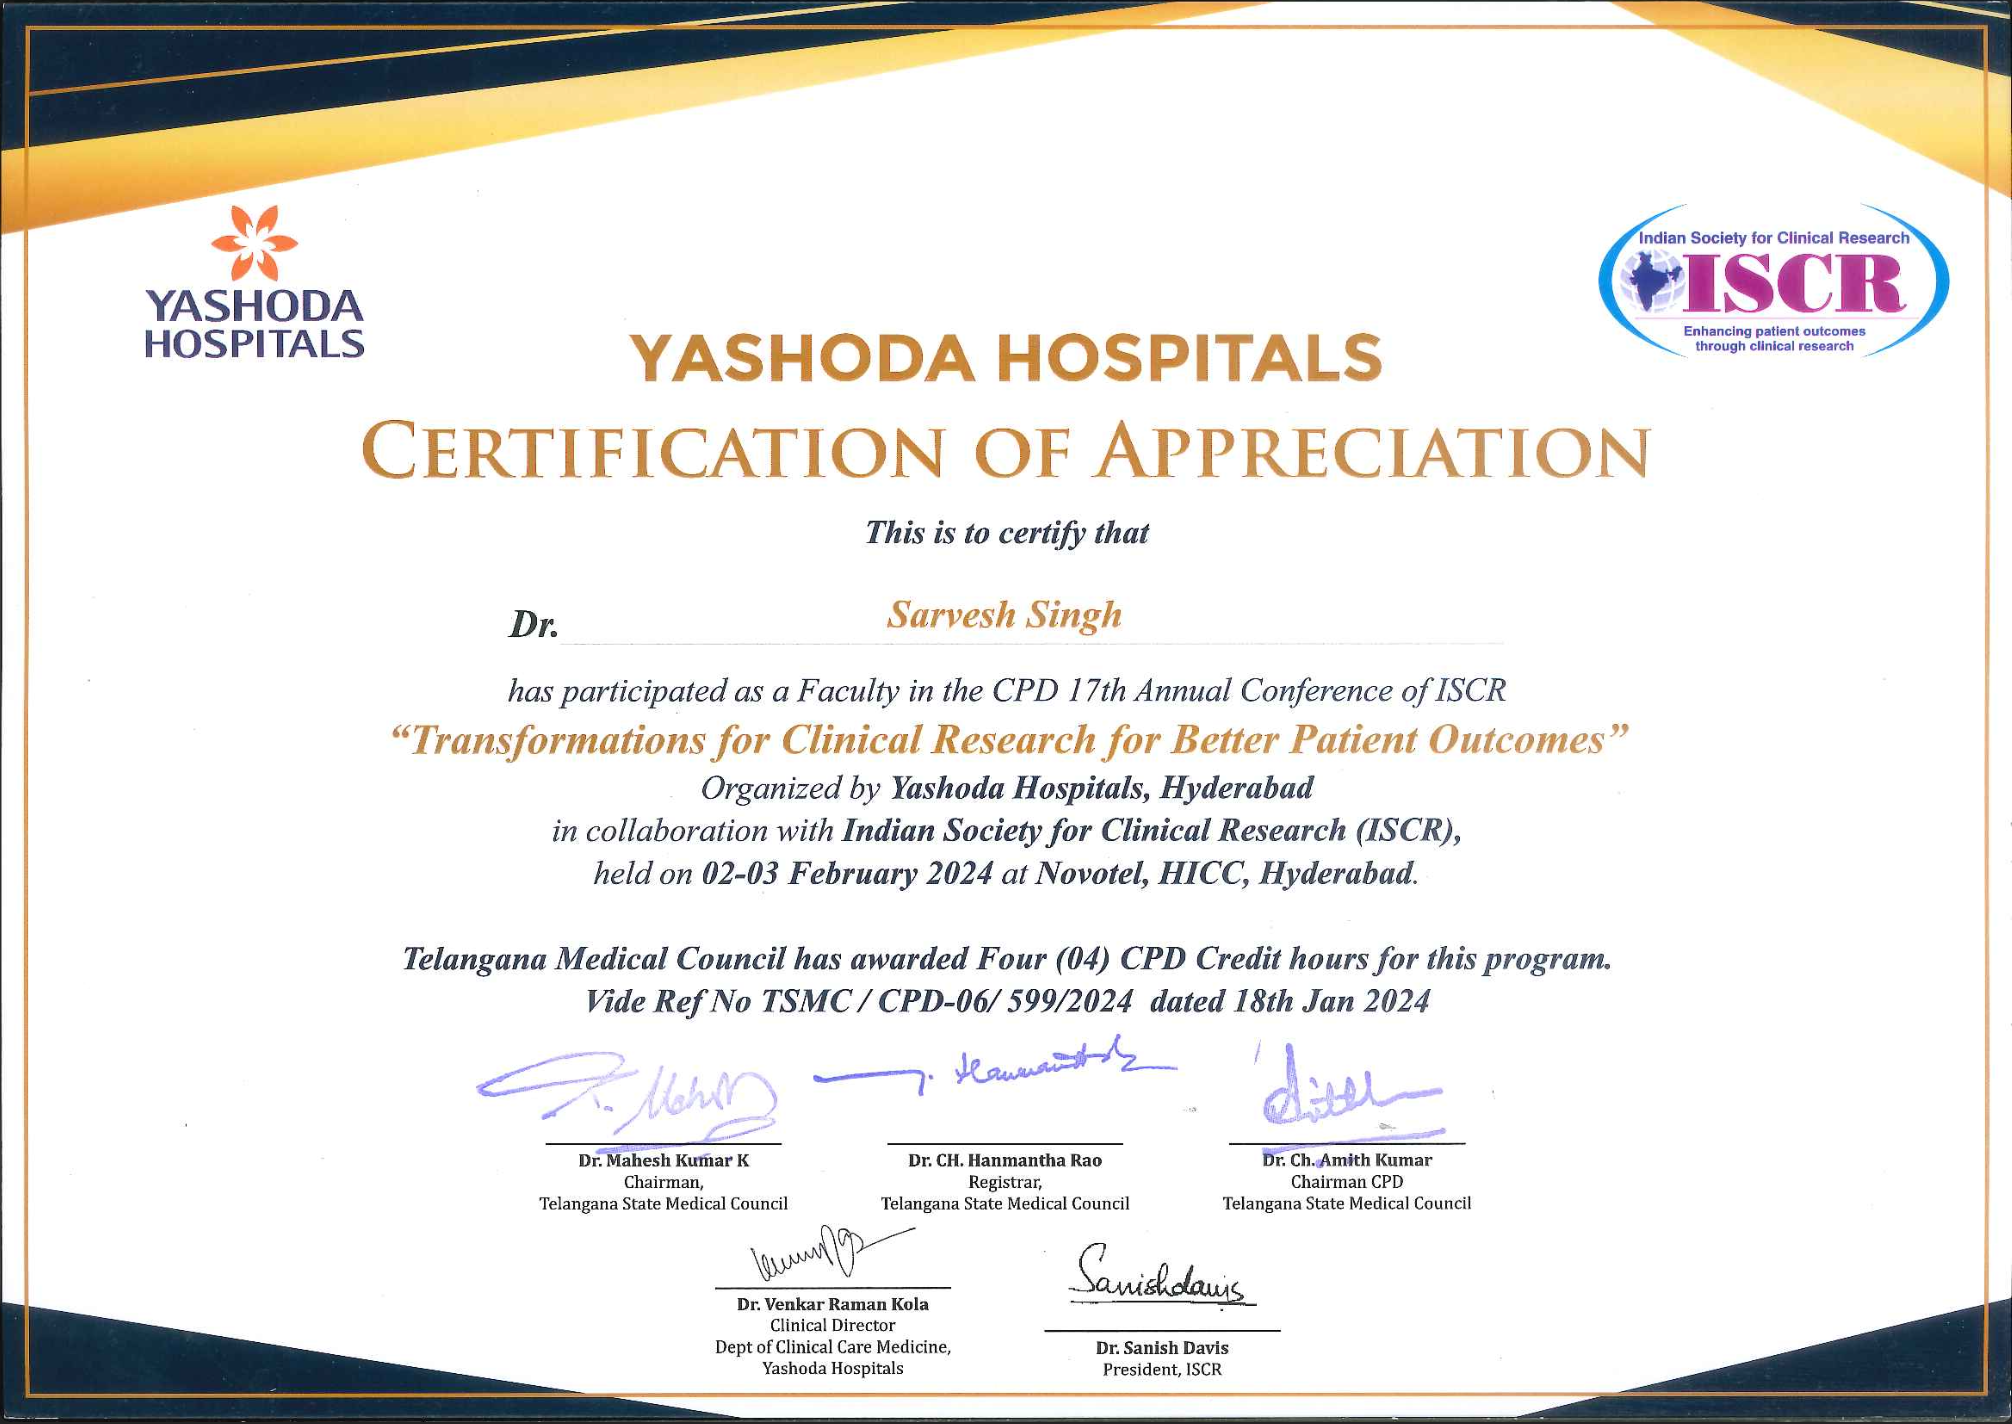 YASHODA
HOSPITALS
Indian Society for Clinical Research
ISCR
Enhancing patient outcomes
through clinical research
YASHODA HOSPITALS
CERTIFICATION OF APPRECIATION
This is to certify that
Dr. Sarvesh Singh
has participated as a Faculty in the CPD 17th Annual Conference of ISCR
“Transformations for Clinical Research for Better Patient Outcomes”
Organized by Yashoda Hospitals, Hyderabad
in collaboration with Indian Society for Clinical Research (ISCR),
held on 02-03 February 2024 at Novotel, HICC, Hyderabad.
Telangana Medical Council has awarded Four (04) CPD Credit hours for this program.
Vide Ref No TSMC / CPD-06/ 599/2024 dated 18th Jan 2024
Dr. Mahesh Kumar K
Chairman,
Telangana State Medical Council
Dr. CH. Hanmantha Rao
Registrar,
Telangana State Medical Council
Dr. Ch. Amith Kumar
Chairman CPD
Telangana State Medical Council
Sanishdavis
Dr. Venkar Raman Kola
Clinical Director
Dept of Clinical Care Medicine,
Yashoda Hospitals
Dr. Sanish Davis
President, ISCR